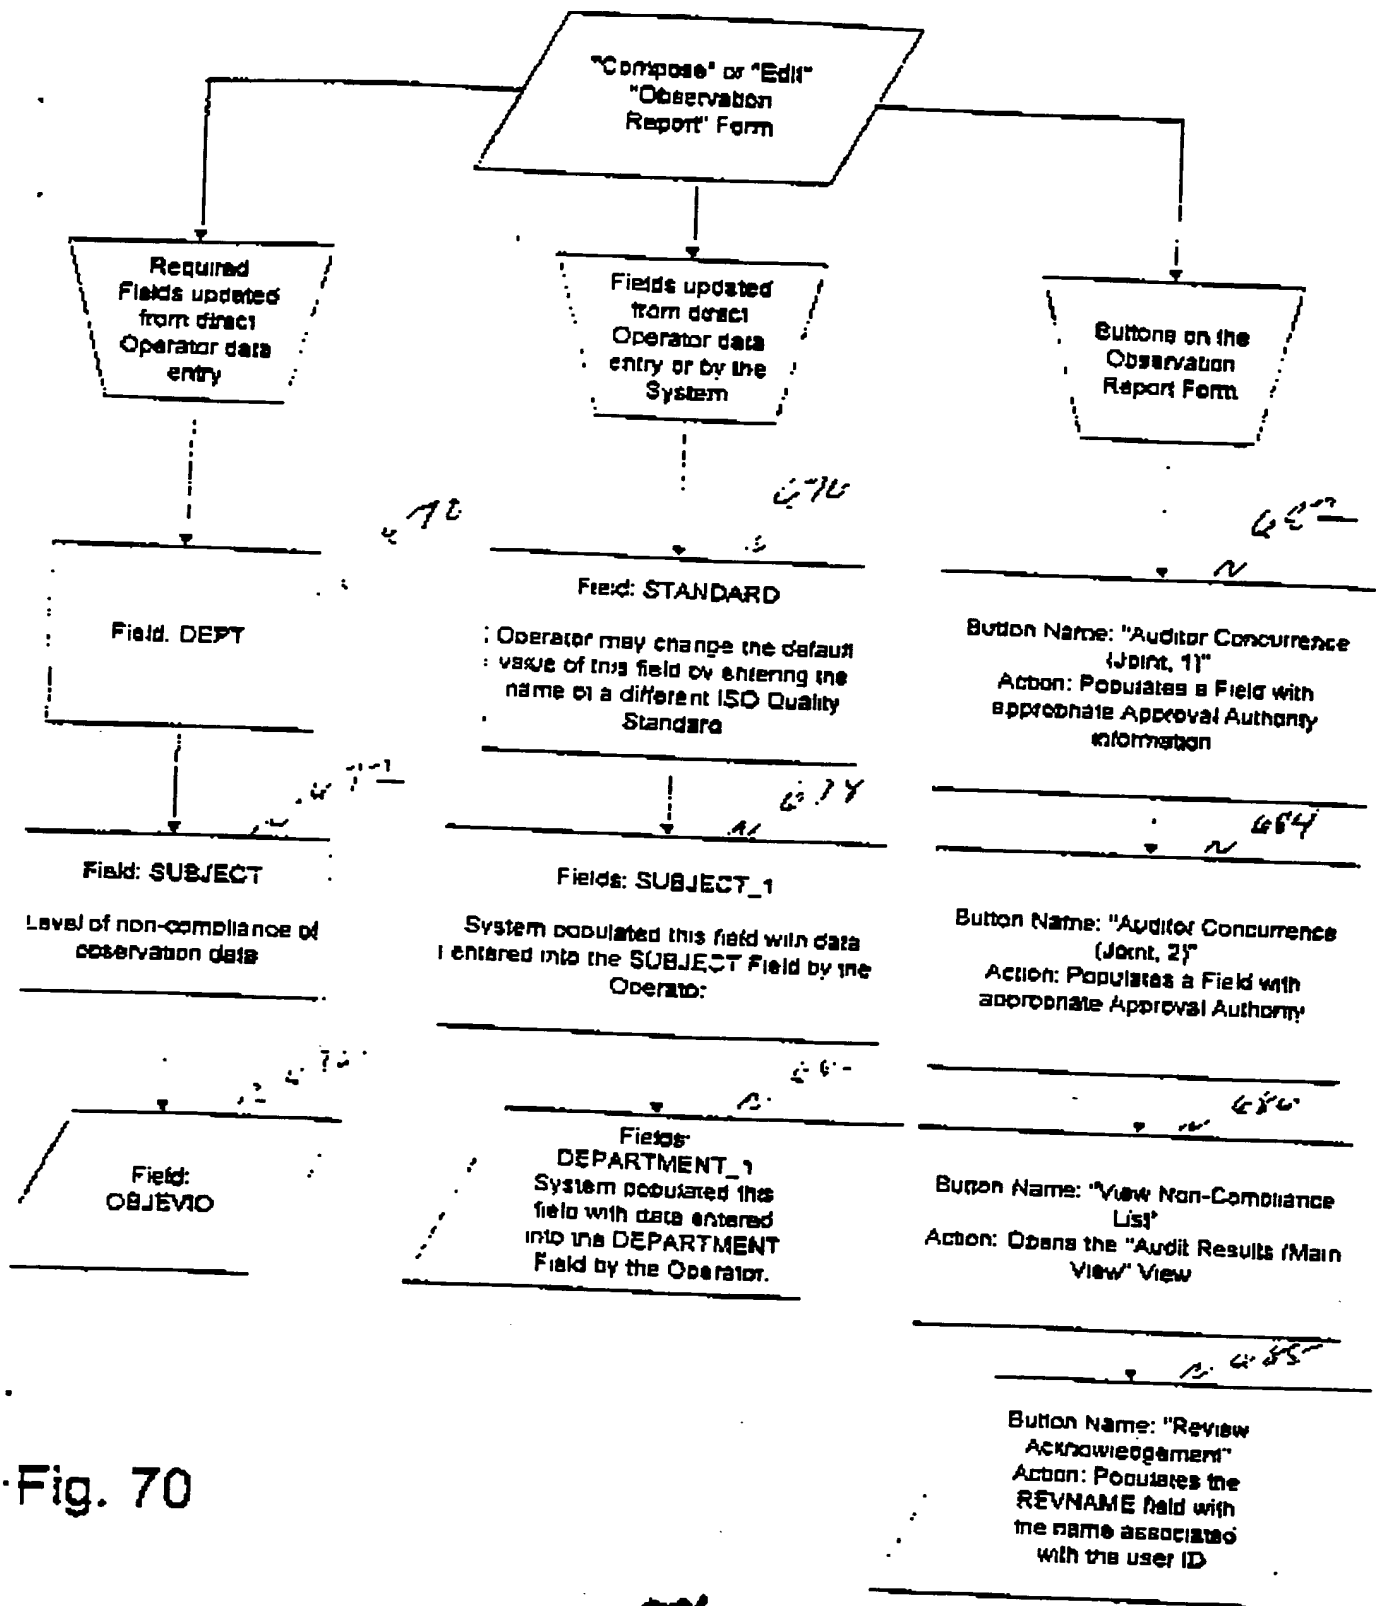 "Compose" or "Edit"
"Observation
Report" Form
Required
Fields updated
from direct
Operator data
entry
Fields updated
from direct
Operator data
entry or by the
System
Buttons on the
Observation
Report Form
Field: DEPT
Field: SUBJECT
Level of non-compliance of
observation data
Field:
Field: STANDARD
Operator may change the default
value of this field by entering the
name of a different ISO Quality
Standard
678
Fields: SUBJECT_1
System populated this field with data
entered into the SUBJECT Field by the
Operator.
Fields:
DEPARTMENT_1
System populated this
field with data entered
into the DEPARTMENT
Field by the Operator.
Button Name: "Auditor Concurrence
(Joint, 1)"
Action: Populates a Field with
appropriate Approval Authority
information
684
Button Name: "Auditor Concurrence
(Joint, 2)"
Action: Populates a Field with
appropriate Approval Authority
Button Name: "View Non-Compliance
List"
Action: Opens the "Audit Results (Main
View" View
Button Name: "Review
Acknowledgement"
Action: Populates the
REVNAME field with
the name associated
with the user ID
Fig. 70